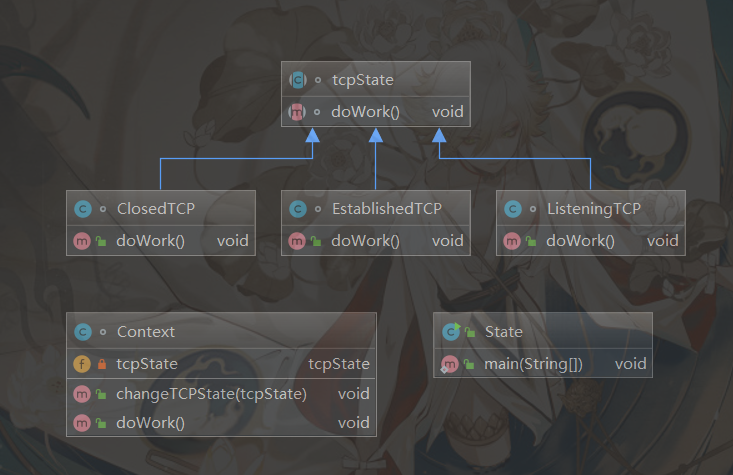 tcpState
doWork() void
ClosedTCP
doWork() void
EstablishedTCP
doWork() void
ListeningTCP
doWork() void
Context
tcpState tcpState
changeTCPState(tcpState) void
doWork() void
State
main(String[]) void